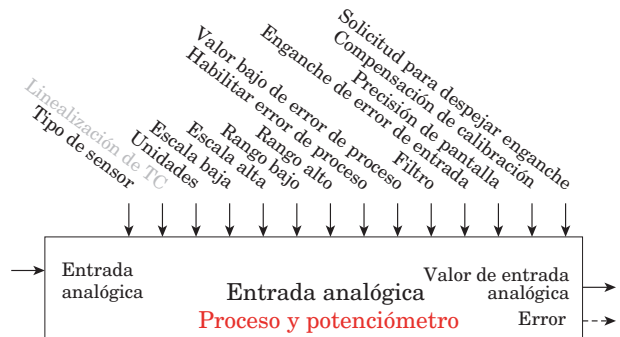 Tipo de sensor
Linealización de TC
Unidades
Escala baja
Escala alta
Rango bajo
Rango alto
Habilitar error de proceso
Valor bajo de error de proceso
Filtro
Enganche de error de entrada
Precisión de pantalla
Compensación de calibración
Solicitud para despejar enganche
Entrada
analógica
Entrada analógica
Proceso y potenciómetro
Valor de entrada
analógica
Error